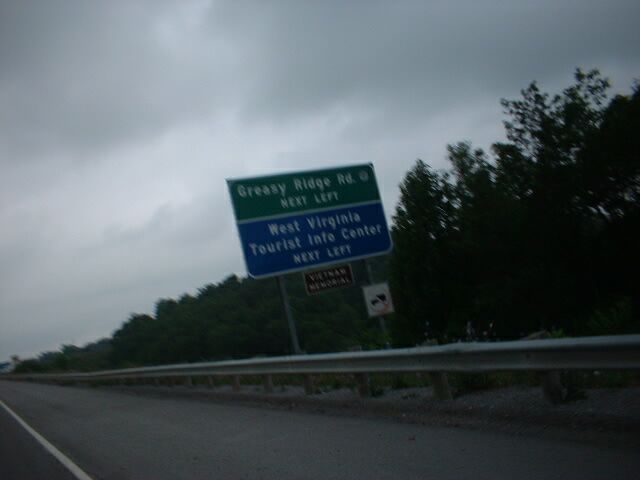 Greasy Ridge Rd.
NEXT LEFT
West Virginia
Tourist Info Center
NEXT LEFT
VIETNAM
MEMORIAL